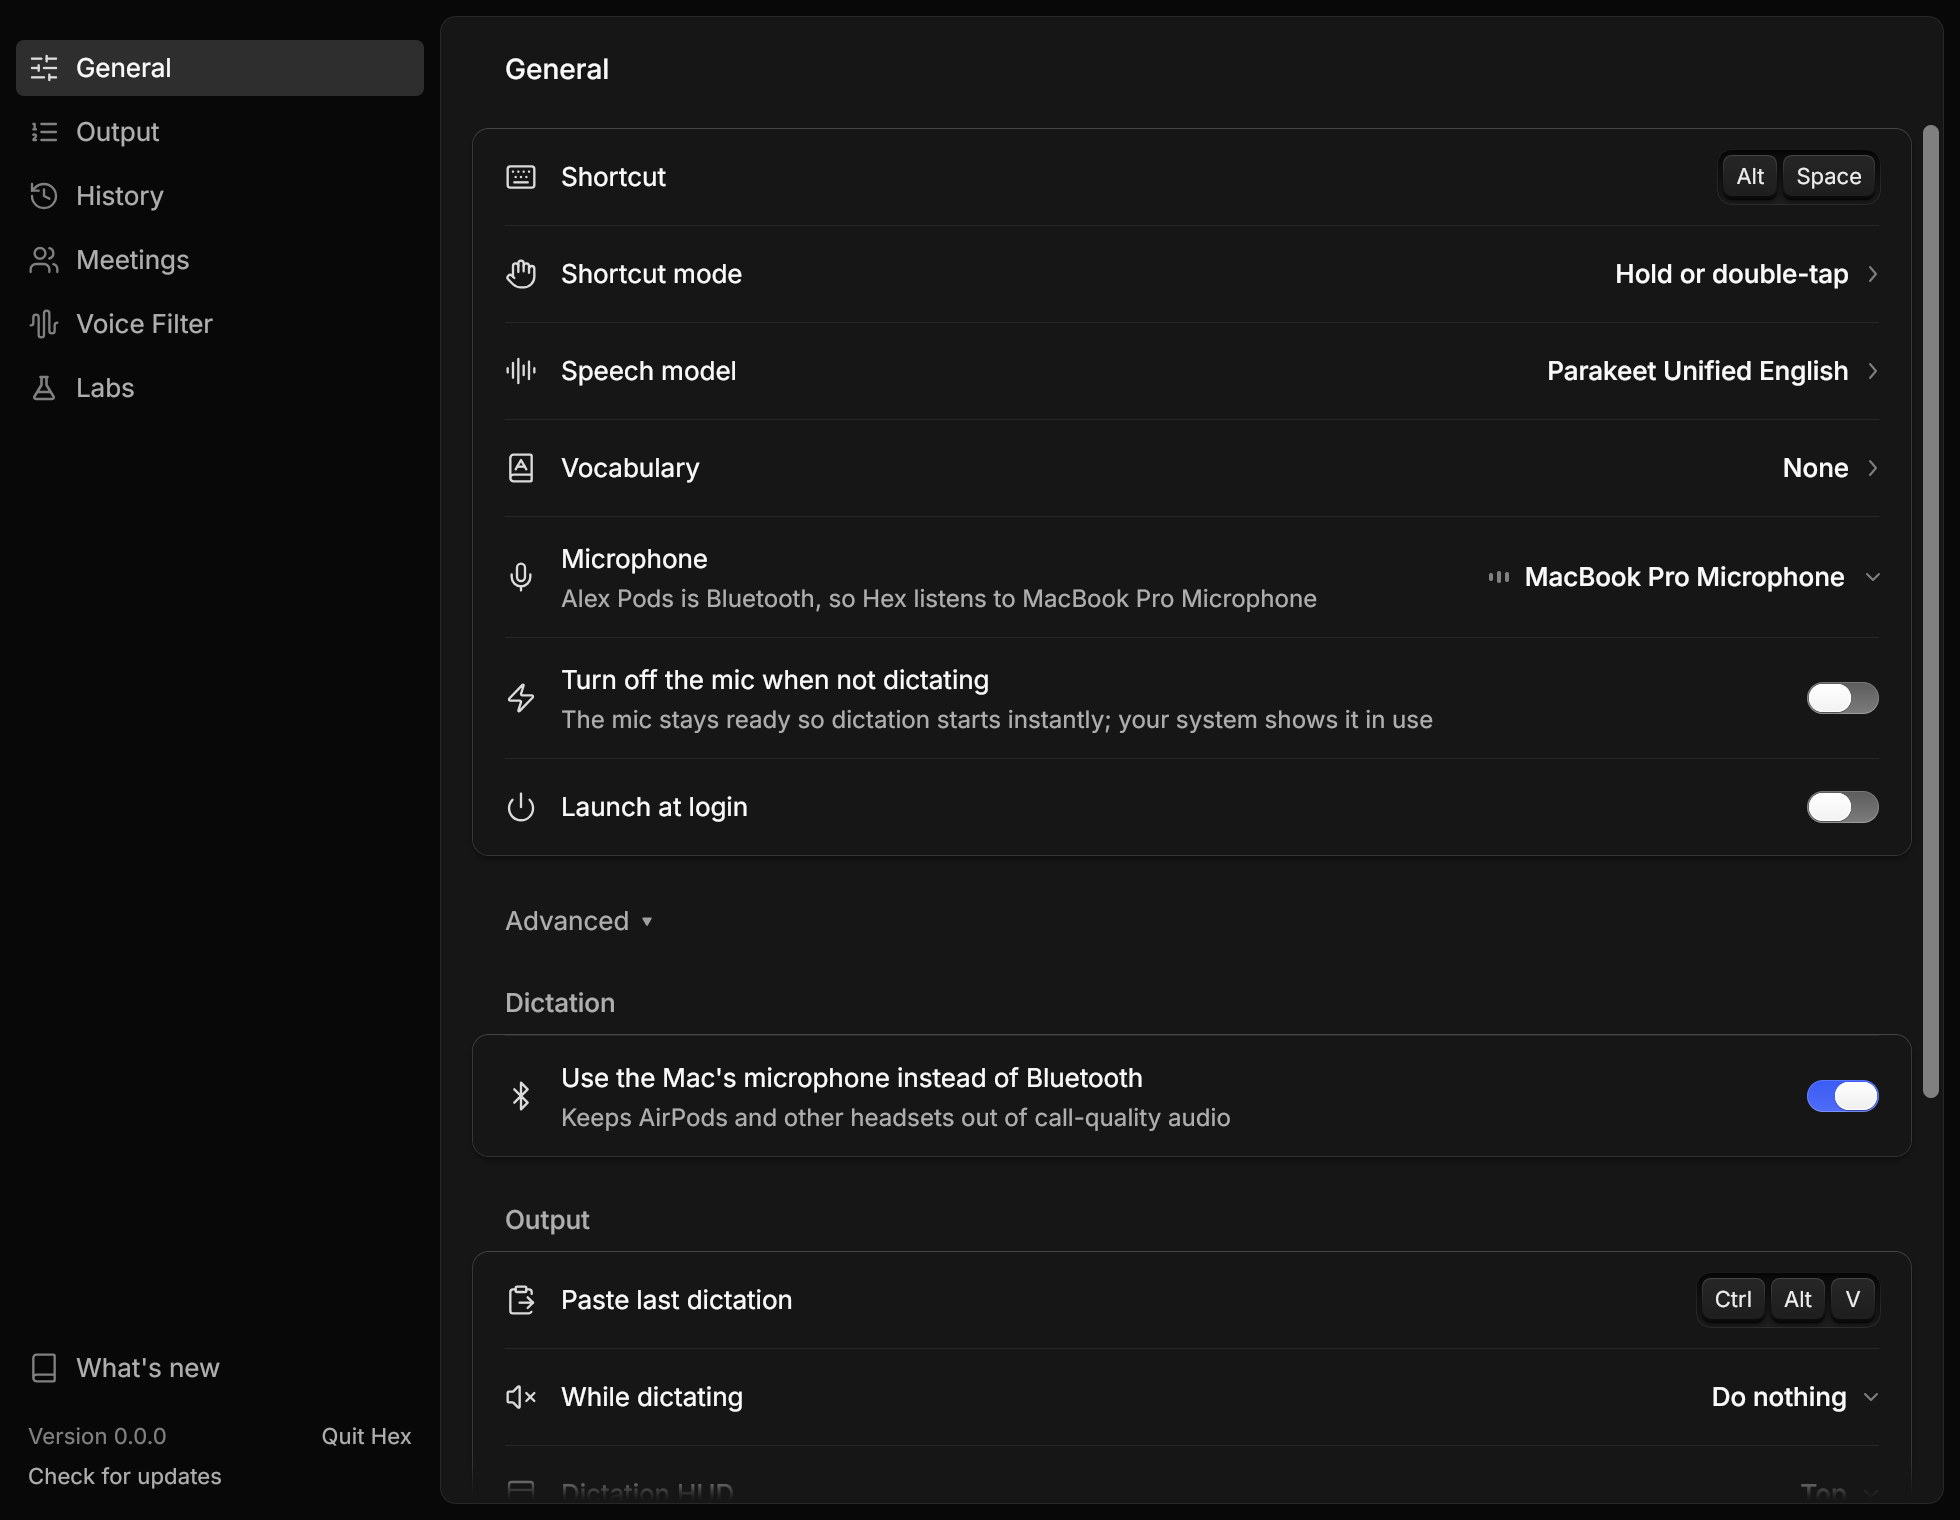 General
Output
History
Meetings
Voice Filter
Labs
What's new
Version 0.0.0
Quit Hex
Check for updates
General
Shortcut
Alt Space
Shortcut mode
Hold or double-tap
Speech model
Parakeet Unified English
Vocabulary
None
Microphone
Alex Pods is Bluetooth, so Hex listens to MacBook Pro Microphone
MacBook Pro Microphone
Turn off the mic when not dictating
The mic stays ready so dictation starts instantly; your system shows it in use
Launch at login
Advanced
Dictation
Use the Mac's microphone instead of Bluetooth
Keeps AirPods and other headsets out of call-quality audio
Output
Paste last dictation
Ctrl Alt V
While dictating
Do nothing
Dictation HUD
Top